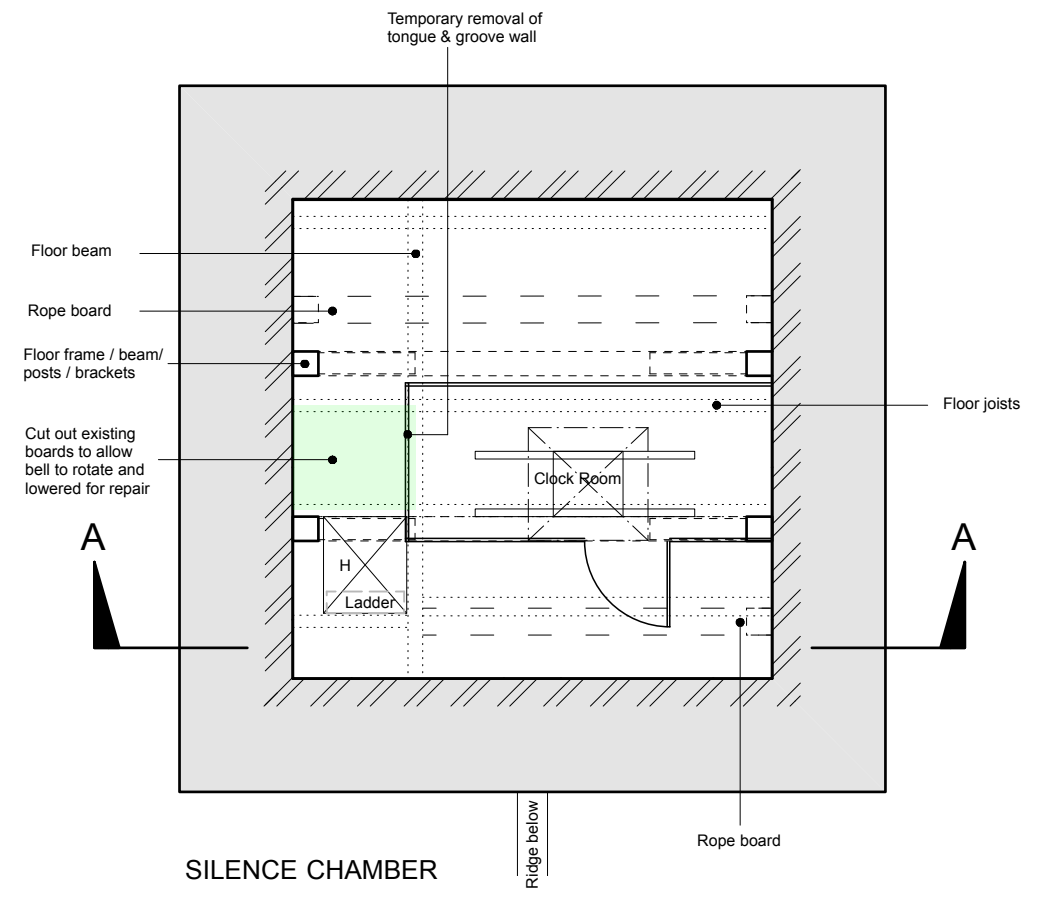 Temporary removal of
tongue & groove wall
Floor beam
Rope board
Floor frame / beam/
posts / brackets
Floor joists
Cut out existing
boards to allow
bell to rotate and
lowered for repair
Clock Room
A
A
H
Ladder
Rope board
Ridge below
SILENCE CHAMBER